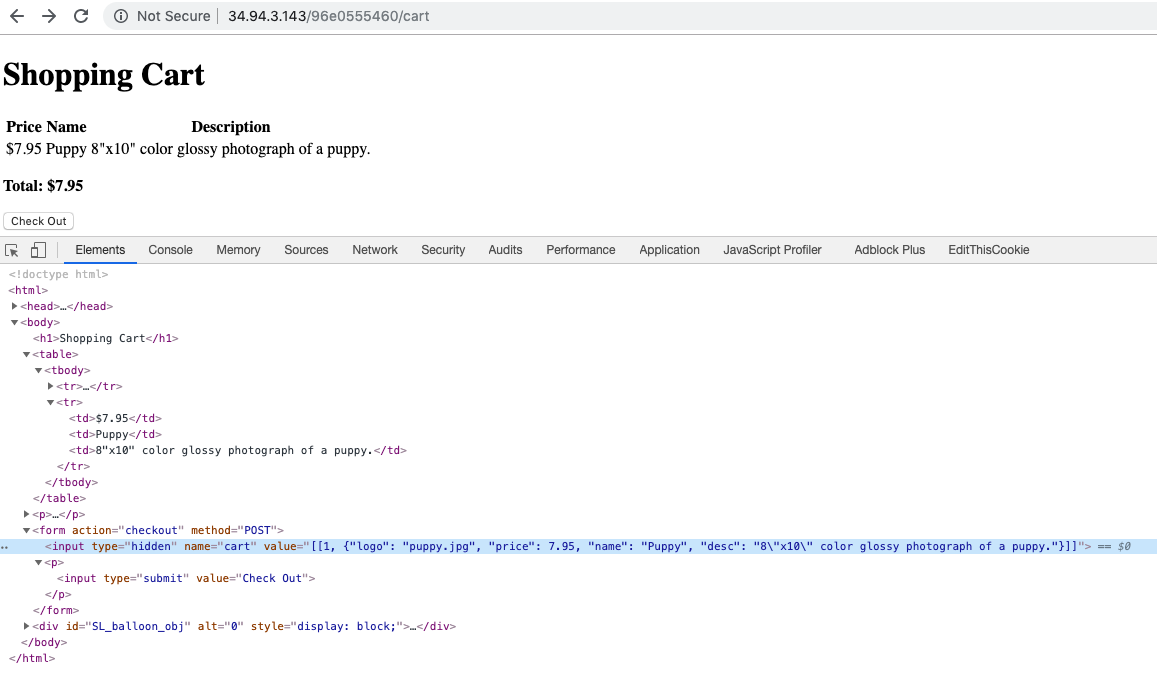 Not Secure | 34.94.3.143/96e0555460/cart
Shopping Cart
Price Name Description
$7.95 Puppy 8"x10" color glossy photograph of a puppy.
Total: $7.95
Check Out
Elements Console Memory Sources Network Security Audits Performance Application JavaScript Profiler Adblock Plus EditThisCookie
<!doctype html>
<html>
<head>…</head>
<body>
<h1>Shopping Cart</h1>
<table>
<tbody>
<tr>…</tr>
<tr>
<td>$7.95</td>
<td>Puppy</td>
<td>8"x10" color glossy photograph of a puppy.</td>
</tr>
</tbody>
</table>
<p>…</p>
<form action="checkout" method="POST">
<input type="hidden" name="cart" value="[[1, {"logo": "puppy.jpg", "price": 7.95, "name": "Puppy", "desc": "8\"x10\" color glossy photograph of a puppy."}]]"> == $0
<p>
<input type="submit" value="Check Out">
</p>
</form>
<div id="SL_balloon_obj" alt="0" style="display: block;">…</div>
</body>
</html>